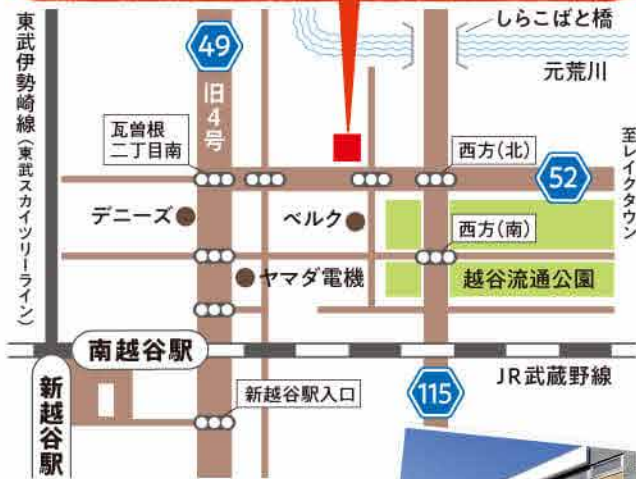 しらこばと橋
元荒川
東武伊勢崎線(東武スカイツリーライン)
49
旧4号
瓦曽根
二丁目南
西方(北)
52
至レイクタウン
デニーズ
ベルク
西方(南)
ヤマダ電機
越谷流通公園
南越谷駅
JR武蔵野線
新越谷駅
新越谷駅入口
115